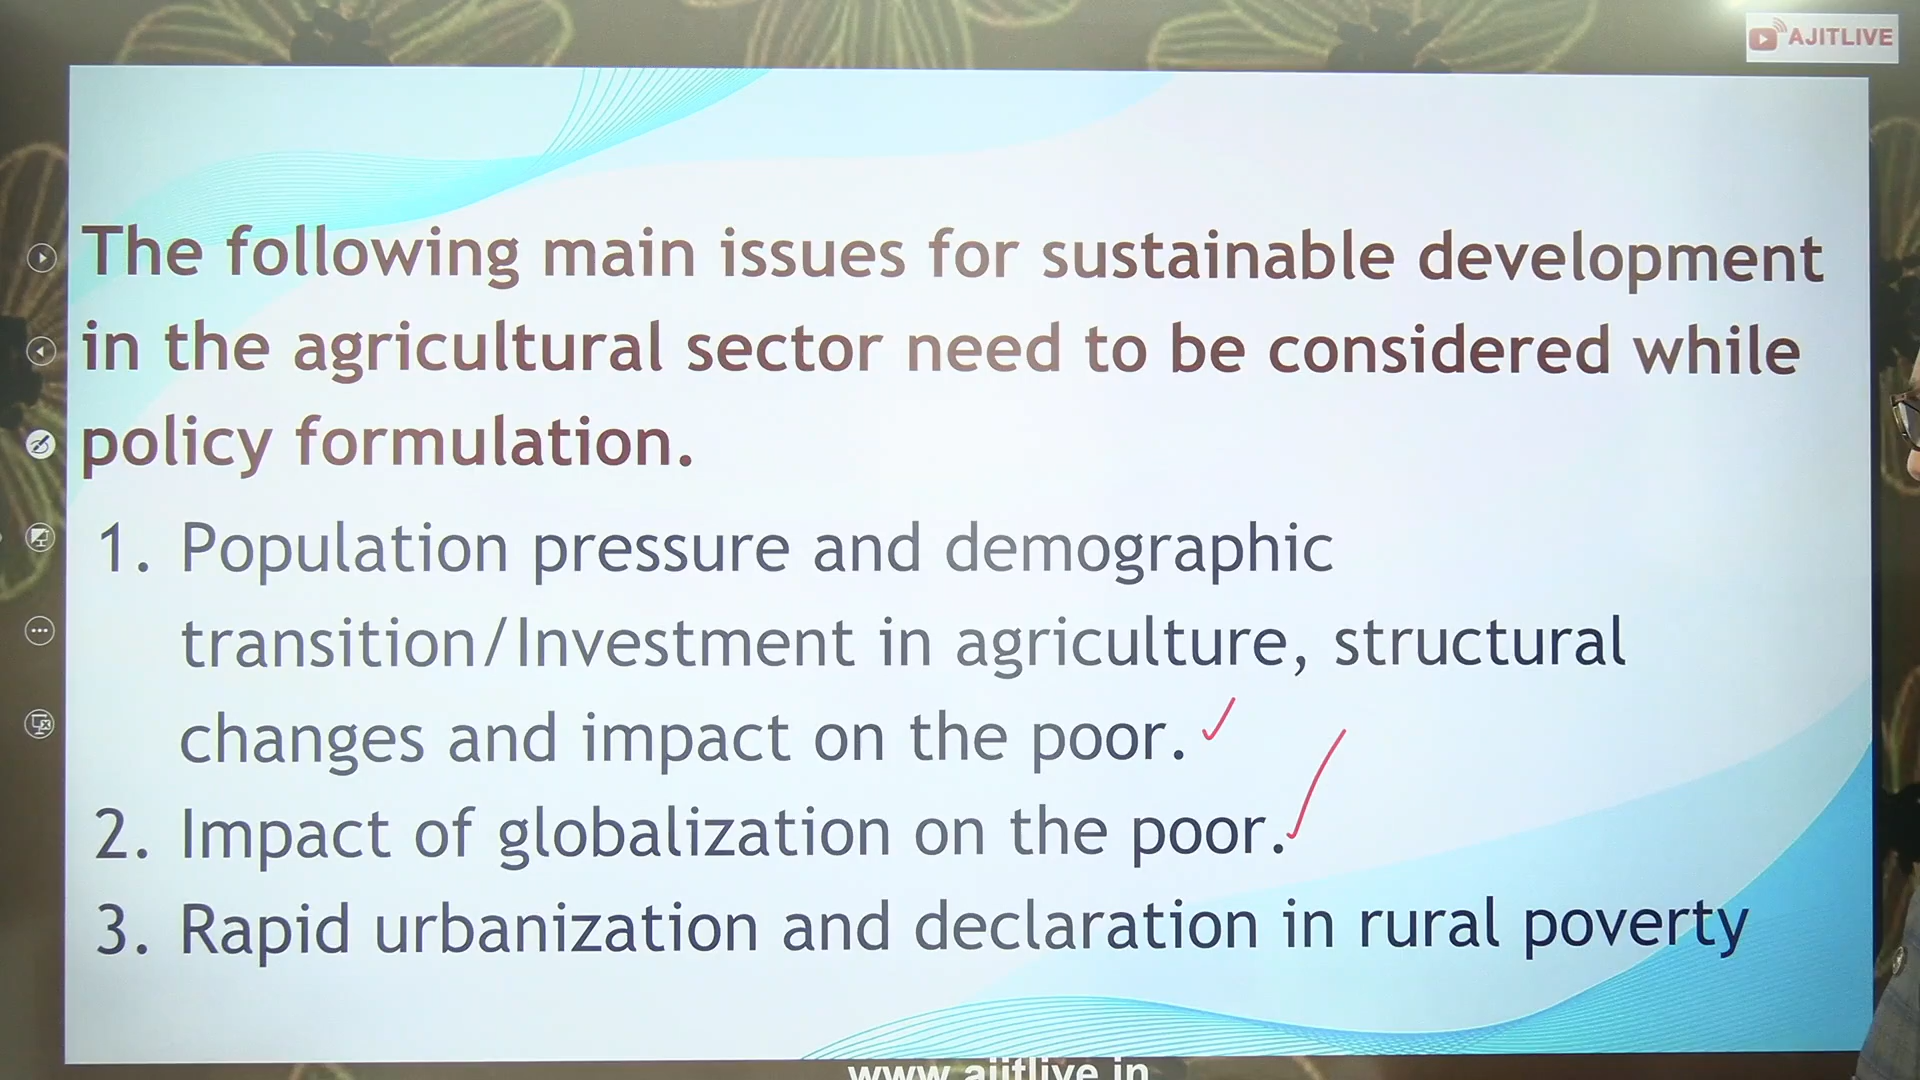 AJITLIVE
The following main issues for sustainable development
in the agricultural sector need to be considered while
policy formulation.
1. Population pressure and demographic
transition/Investment in agriculture, structural
changes and impact on the poor.
2. Impact of globalization on the poor.
3. Rapid urbanization and declaration in rural poverty
www.ajitlive.in